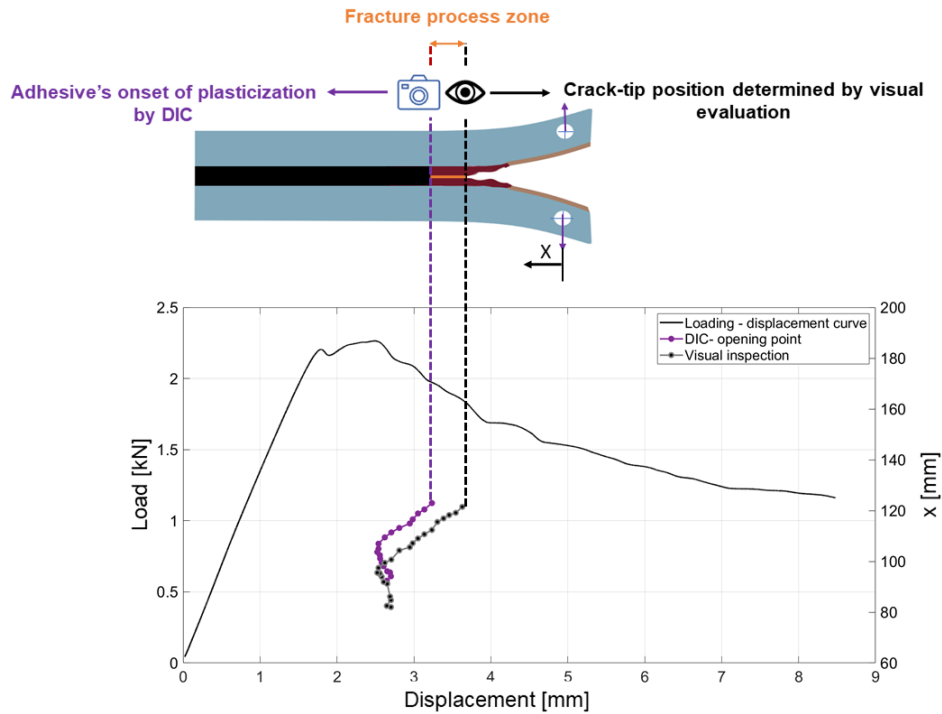 Fracture process zone
Adhesive's onset of plasticization
by DIC
Crack-tip position determined by visual
evaluation
X
2.5
2
1.5
1
0.5
0
Load [kN]
200
180
160
140
120
100
80
60
x [mm]
Loading - displacement curve
DIC- opening point
Visual inspection
0
1
2
3
4
5
6
7
8
9
Displacement [mm]